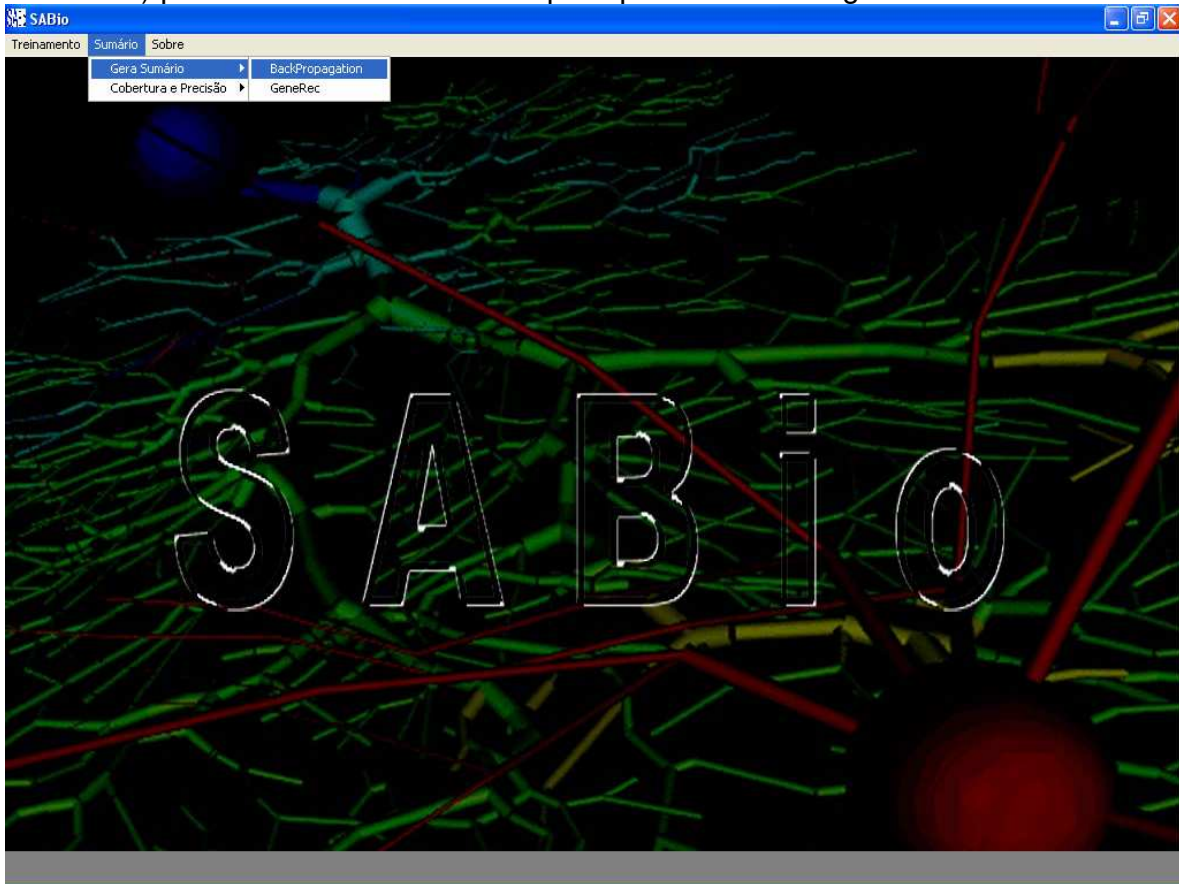 SABio
Treinamento Sumário Sobre
Gera Sumário BackPropagation
Cobertura e Precisão GeneRec
SABio